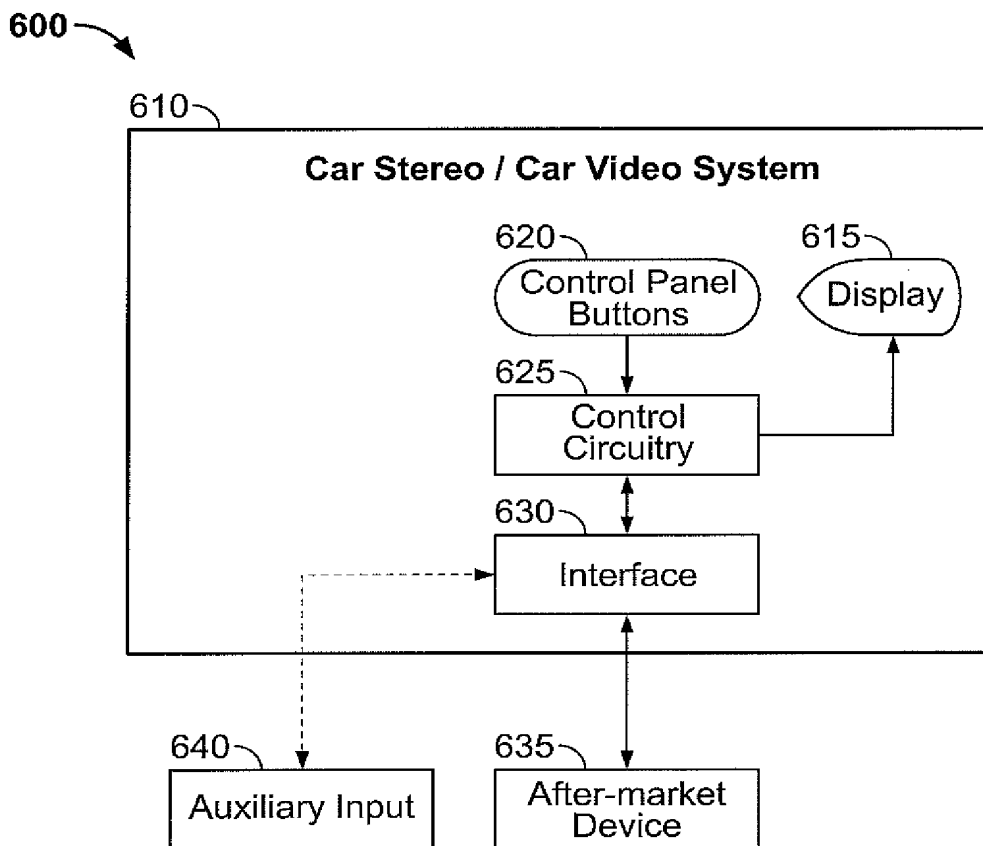 600
610
Car Stereo / Car Video System
620
615
Control Panel
Buttons
Display
625
Control
Circuitry
630
Interface
640
635
Auxiliary Input
After-market
Device